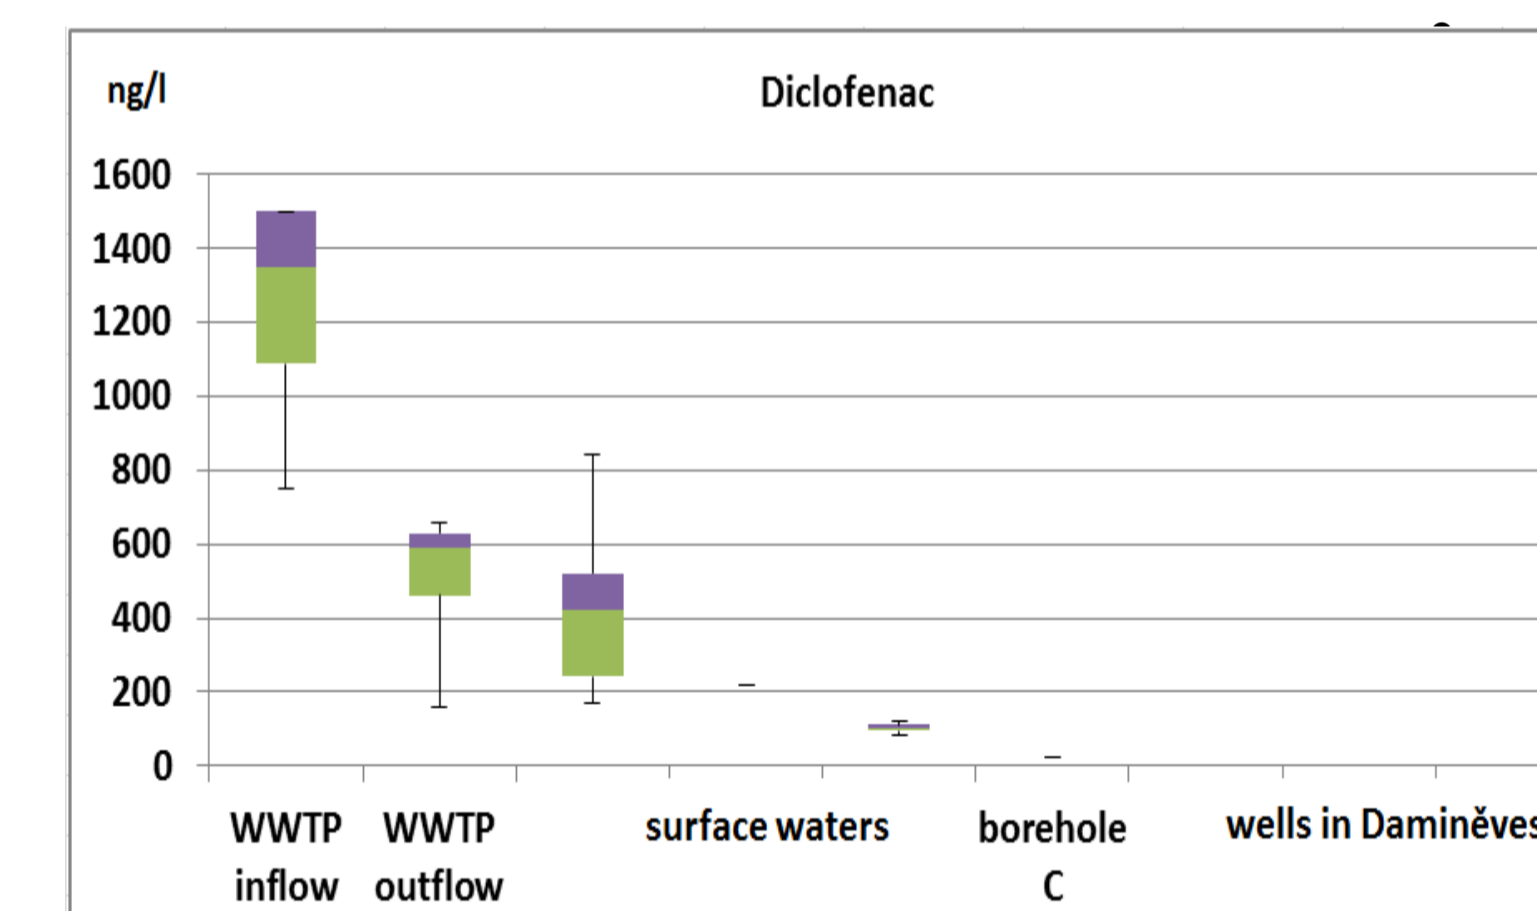 ng/l
Diclofenac
1600
1400
1200
1000
800
600
400
200
0
WWTP inflow
WWTP outflow
surface waters
borehole C
wells in Daminěves